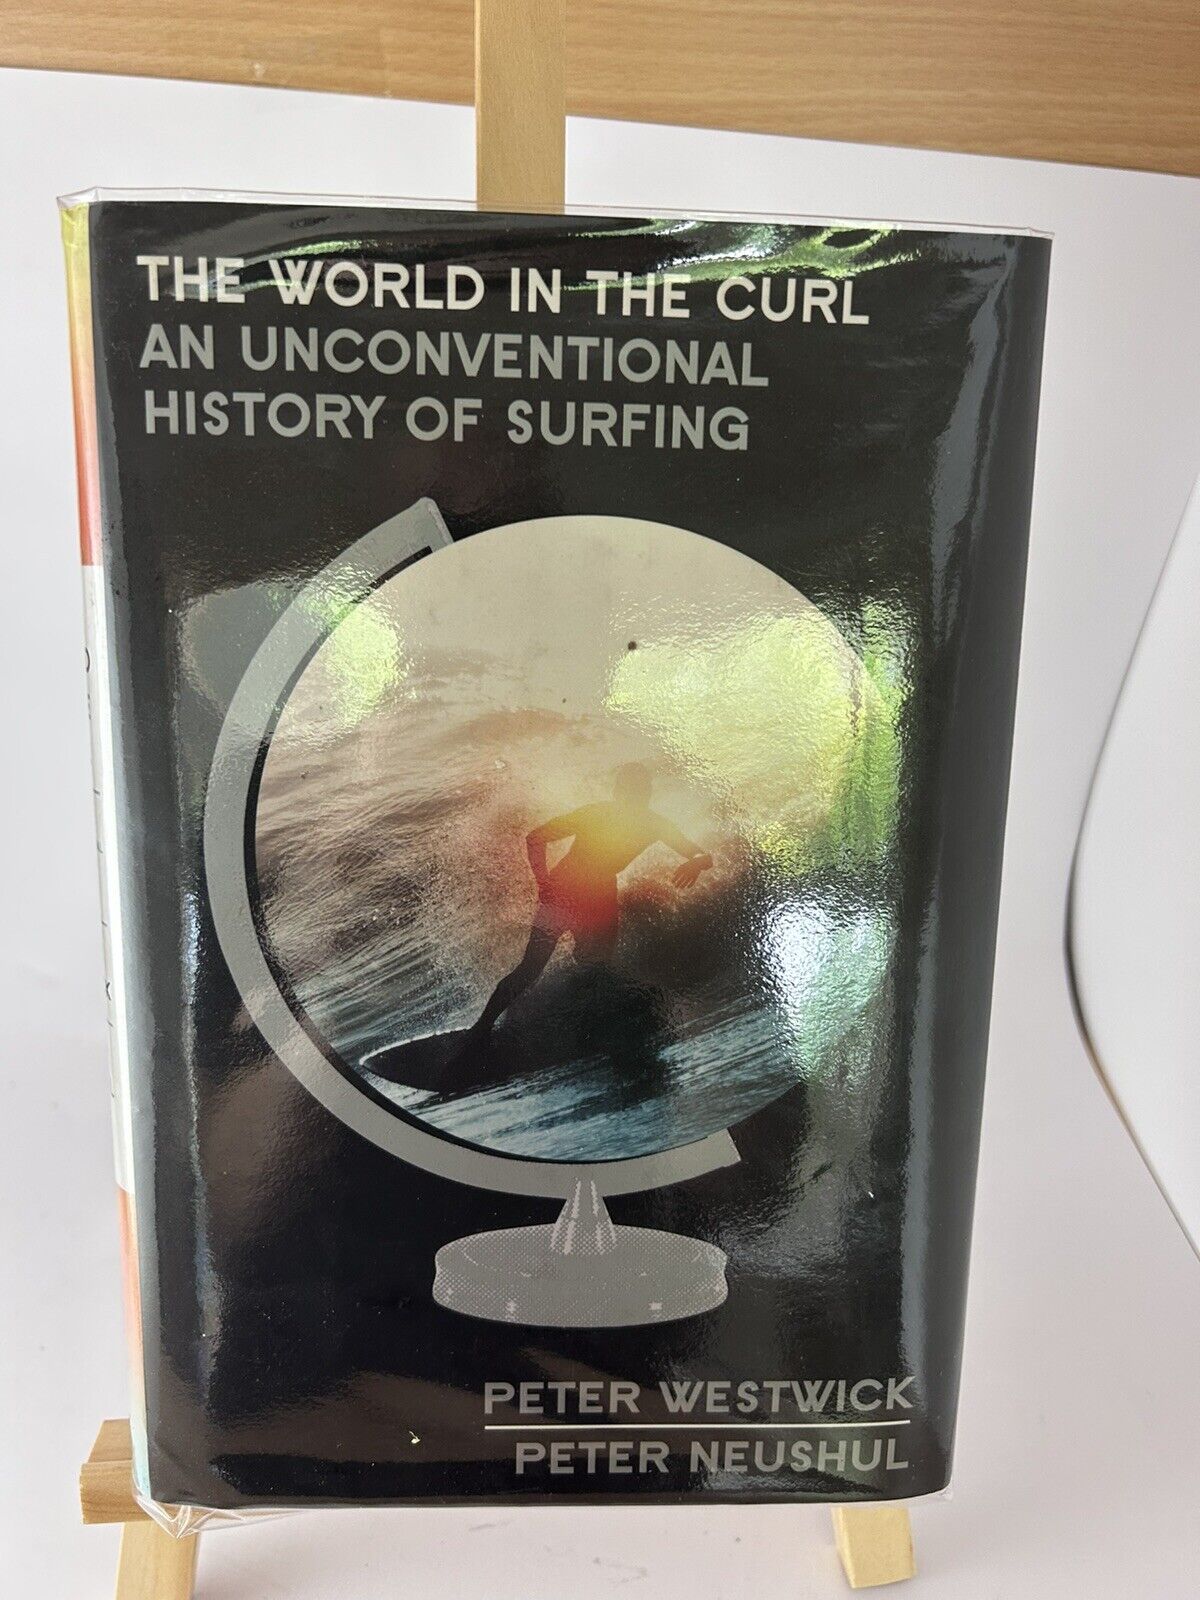 THE WORLD IN THE CURL
AN UNCONVENTIONAL
HISTORY OF SURFING
PETER WESTWICK
PETER NEUSHUL